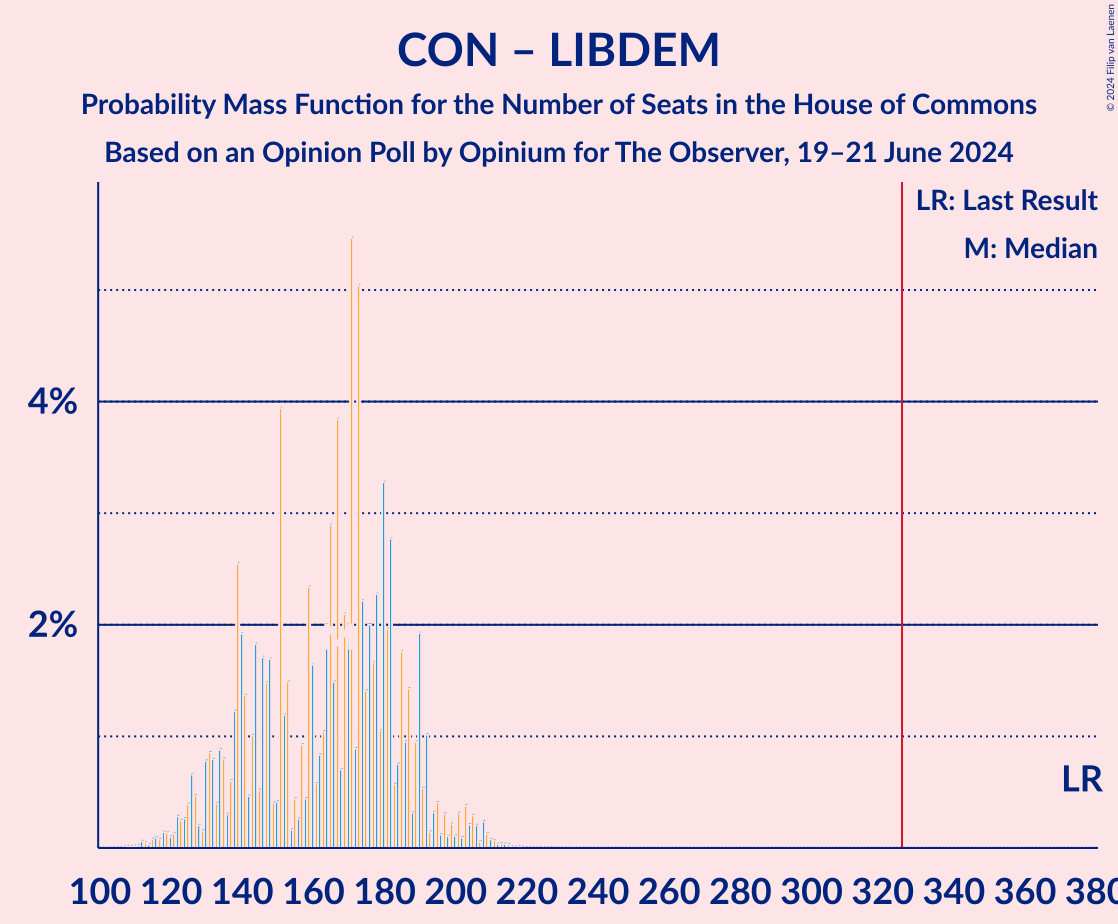 CON – LIBDEM
Probability Mass Function for the Number of Seats in the House of Commons
Based on an Opinion Poll by Opinium for The Observer, 19–21 June 2024
© 2024 Filip van Laenen
LR: Last Result
M: Median
4%
2%
LR
100 120 140 160 180 200 220 240 260 280 300 320 340 360 380